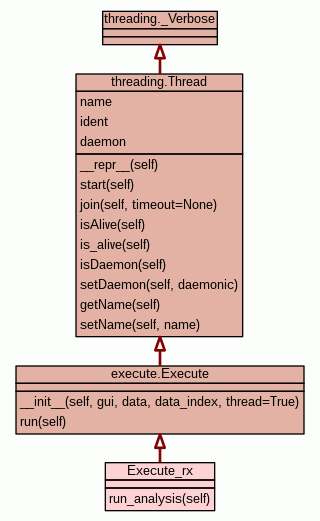 threading._Verbose
threading.Thread
name
ident
daemon
__repr__(self)
start(self)
join(self, timeout=None)
isAlive(self)
is_alive(self)
isDaemon(self)
setDaemon(self, daemonic)
getName(self)
setName(self, name)
execute.Execute
__init__(self, gui, data, data_index, thread=True)
run(self)
Execute_rx
run_analysis(self)